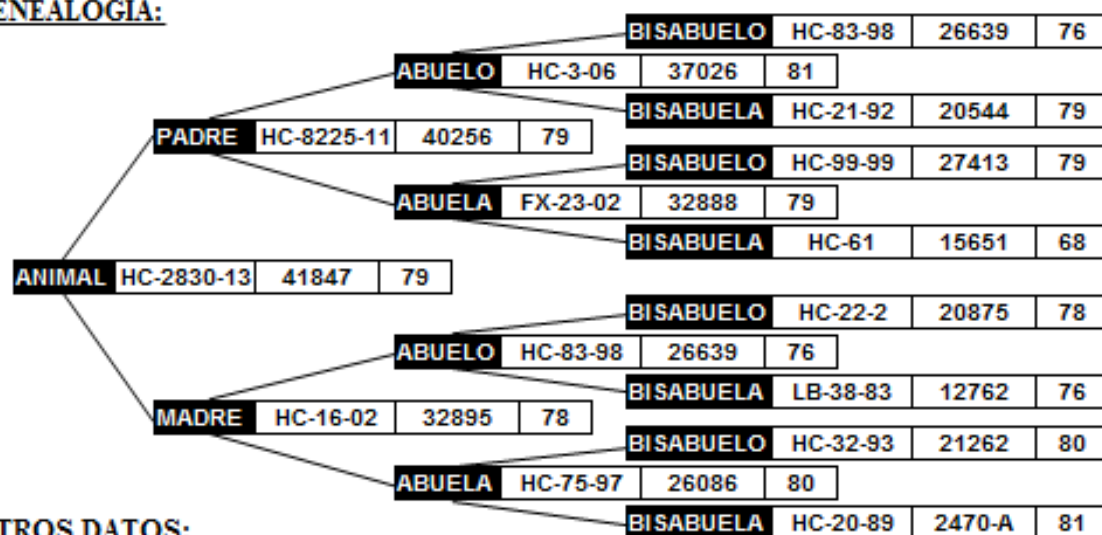 ENEALOGIA:
BISABUELO HC-83-98 26639 76
ABUELO HC-3-06 37026 81
BISABUELA HC-21-92 20544 79
PADRE HC-8225-11 40256 79
BISABUELO HC-99-99 27413 79
ABUELA FX-23-02 32888 79
BISABUELA HC-61 15651 68
ANIMAL HC-2830-13 41847 79
BISABUELO HC-22-2 20875 78
ABUELO HC-83-98 26639 76
BISABUELA LB-38-83 12762 76
MADRE HC-16-02 32895 78
BISABUELO HC-32-93 21262 80
ABUELA HC-75-97 26086 80
BISABUELA HC-20-89 2470-A 81
TROS DATOS: